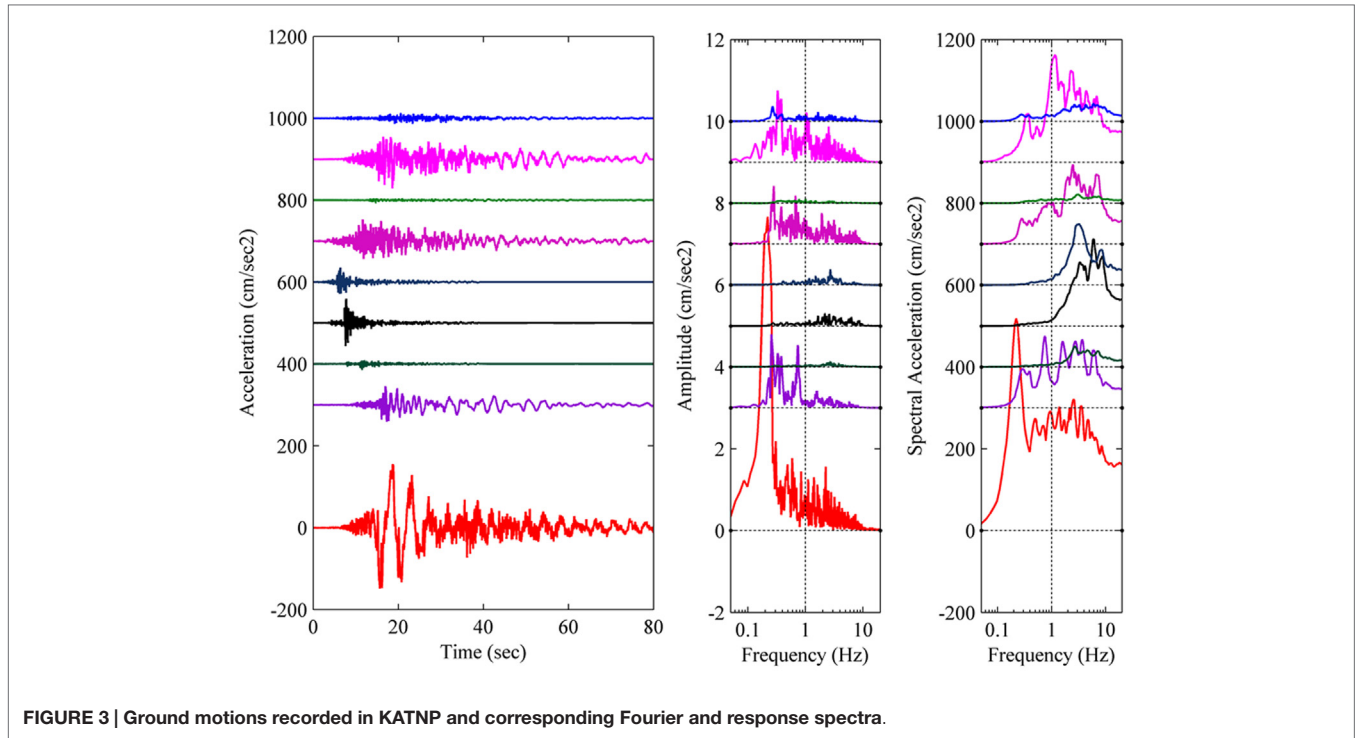 1200
1000
800
600
400
200
0
-200
Acceleration (cm/sec2)
0 20 40 60 80
Time (sec)
12
10
8
6
4
2
0
-2
Amplitude (cm/sec2)
0.1 1 10
Frequency (Hz)
1200
1000
800
600
400
200
0
-200
Spectral Acceleration (cm/sec2)
0.1 1 10
Frequency (Hz)
FIGURE 3 | Ground motions recorded in KATNP and corresponding Fourier and response spectra.